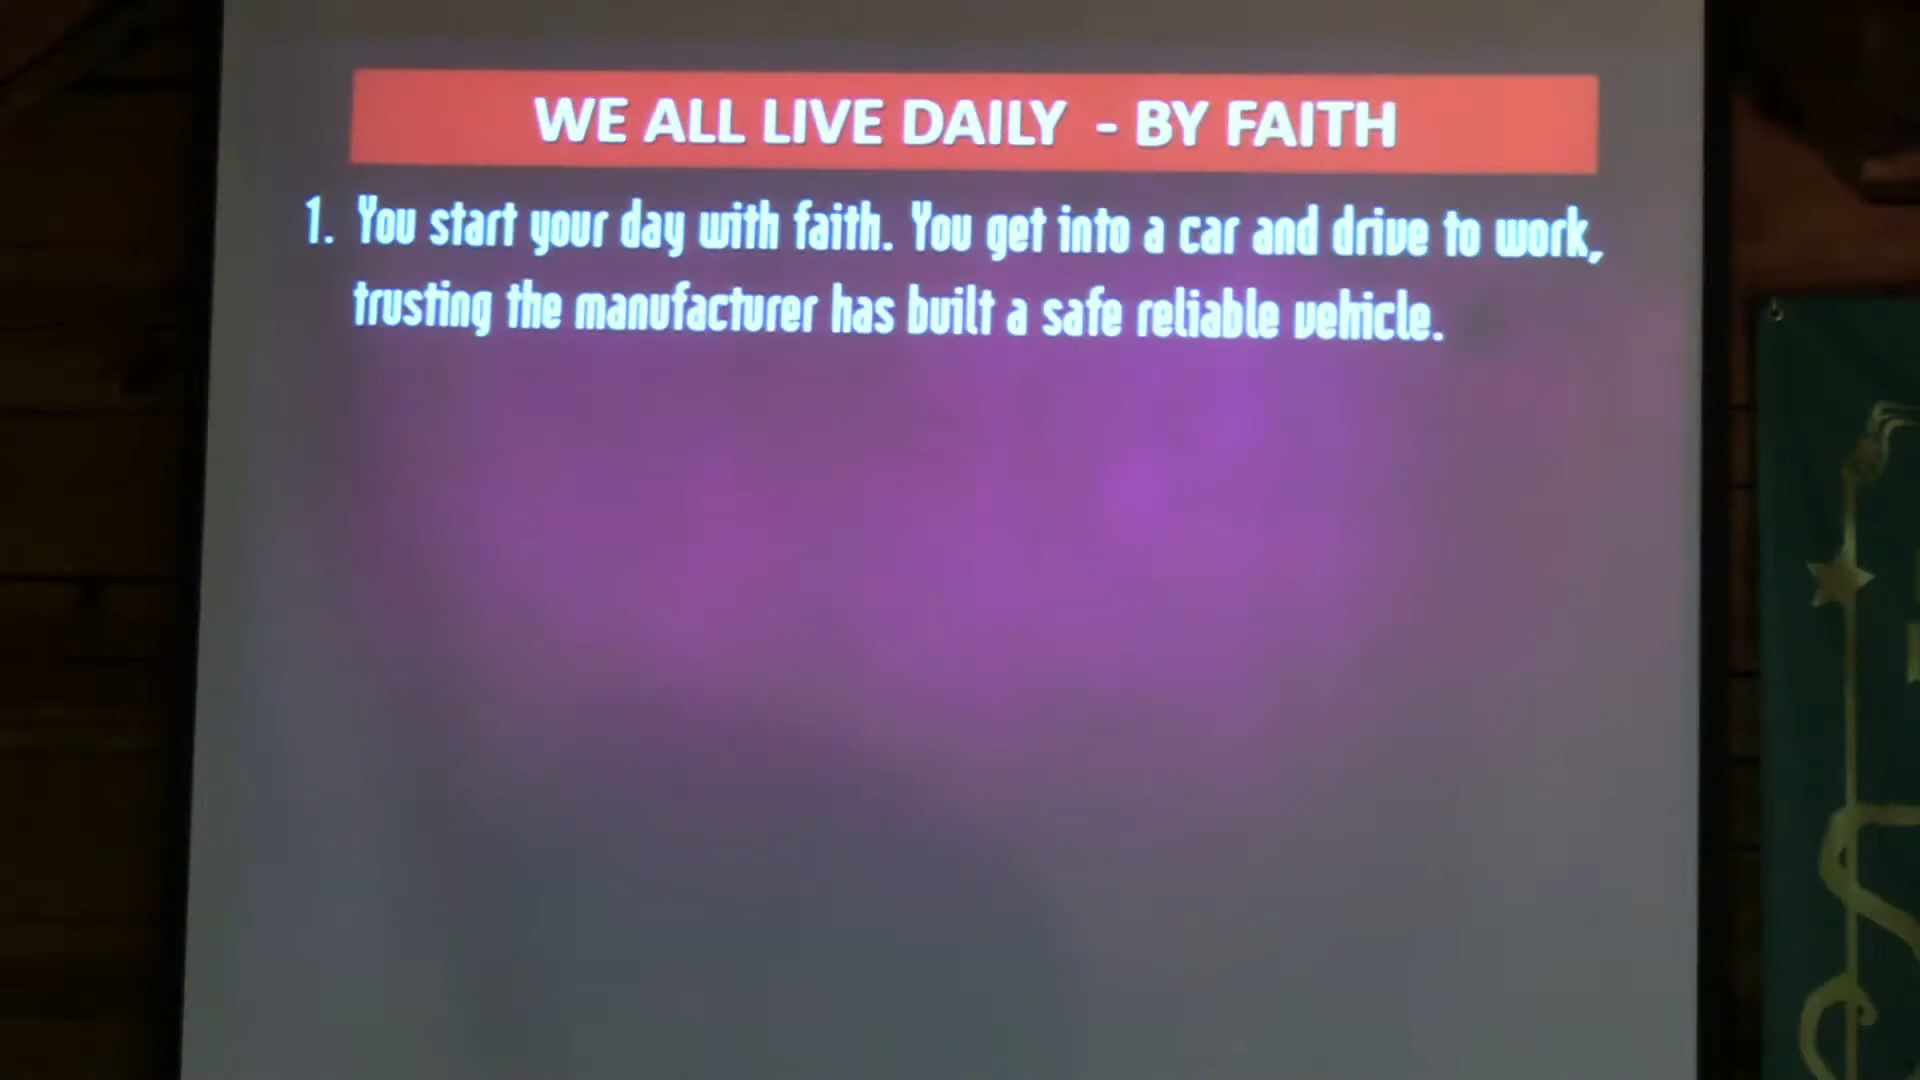 WE ALL LIVE DAILY - BY FAITH
1. You start your day with faith. You get into a car and drive to work,
trusting the manufacturer has built a safe reliable vehicle.